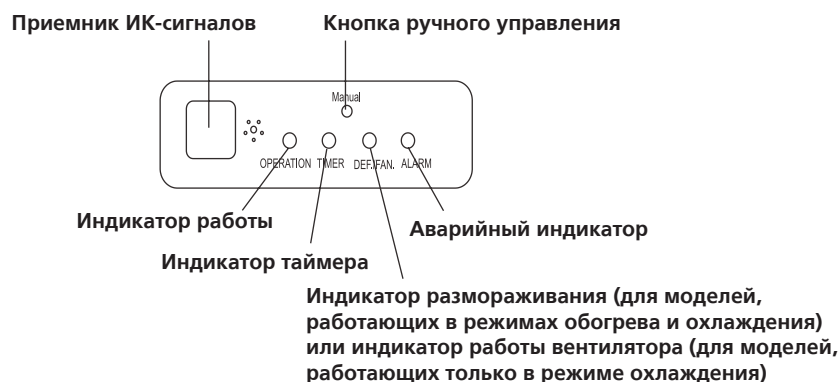 Приемник ИК-сигналов
Кнопка ручного управления
Manual
OPERATION TIMER DEF./FAN. ALARM
Индикатор работы
Аварийный индикатор
Индикатор таймера
Индикатор размораживания (для моделей,
работающих в режимах обогрева и охлаждения)
или индикатор работы вентилятора (для моделей,
работающих только в режиме охлаждения)